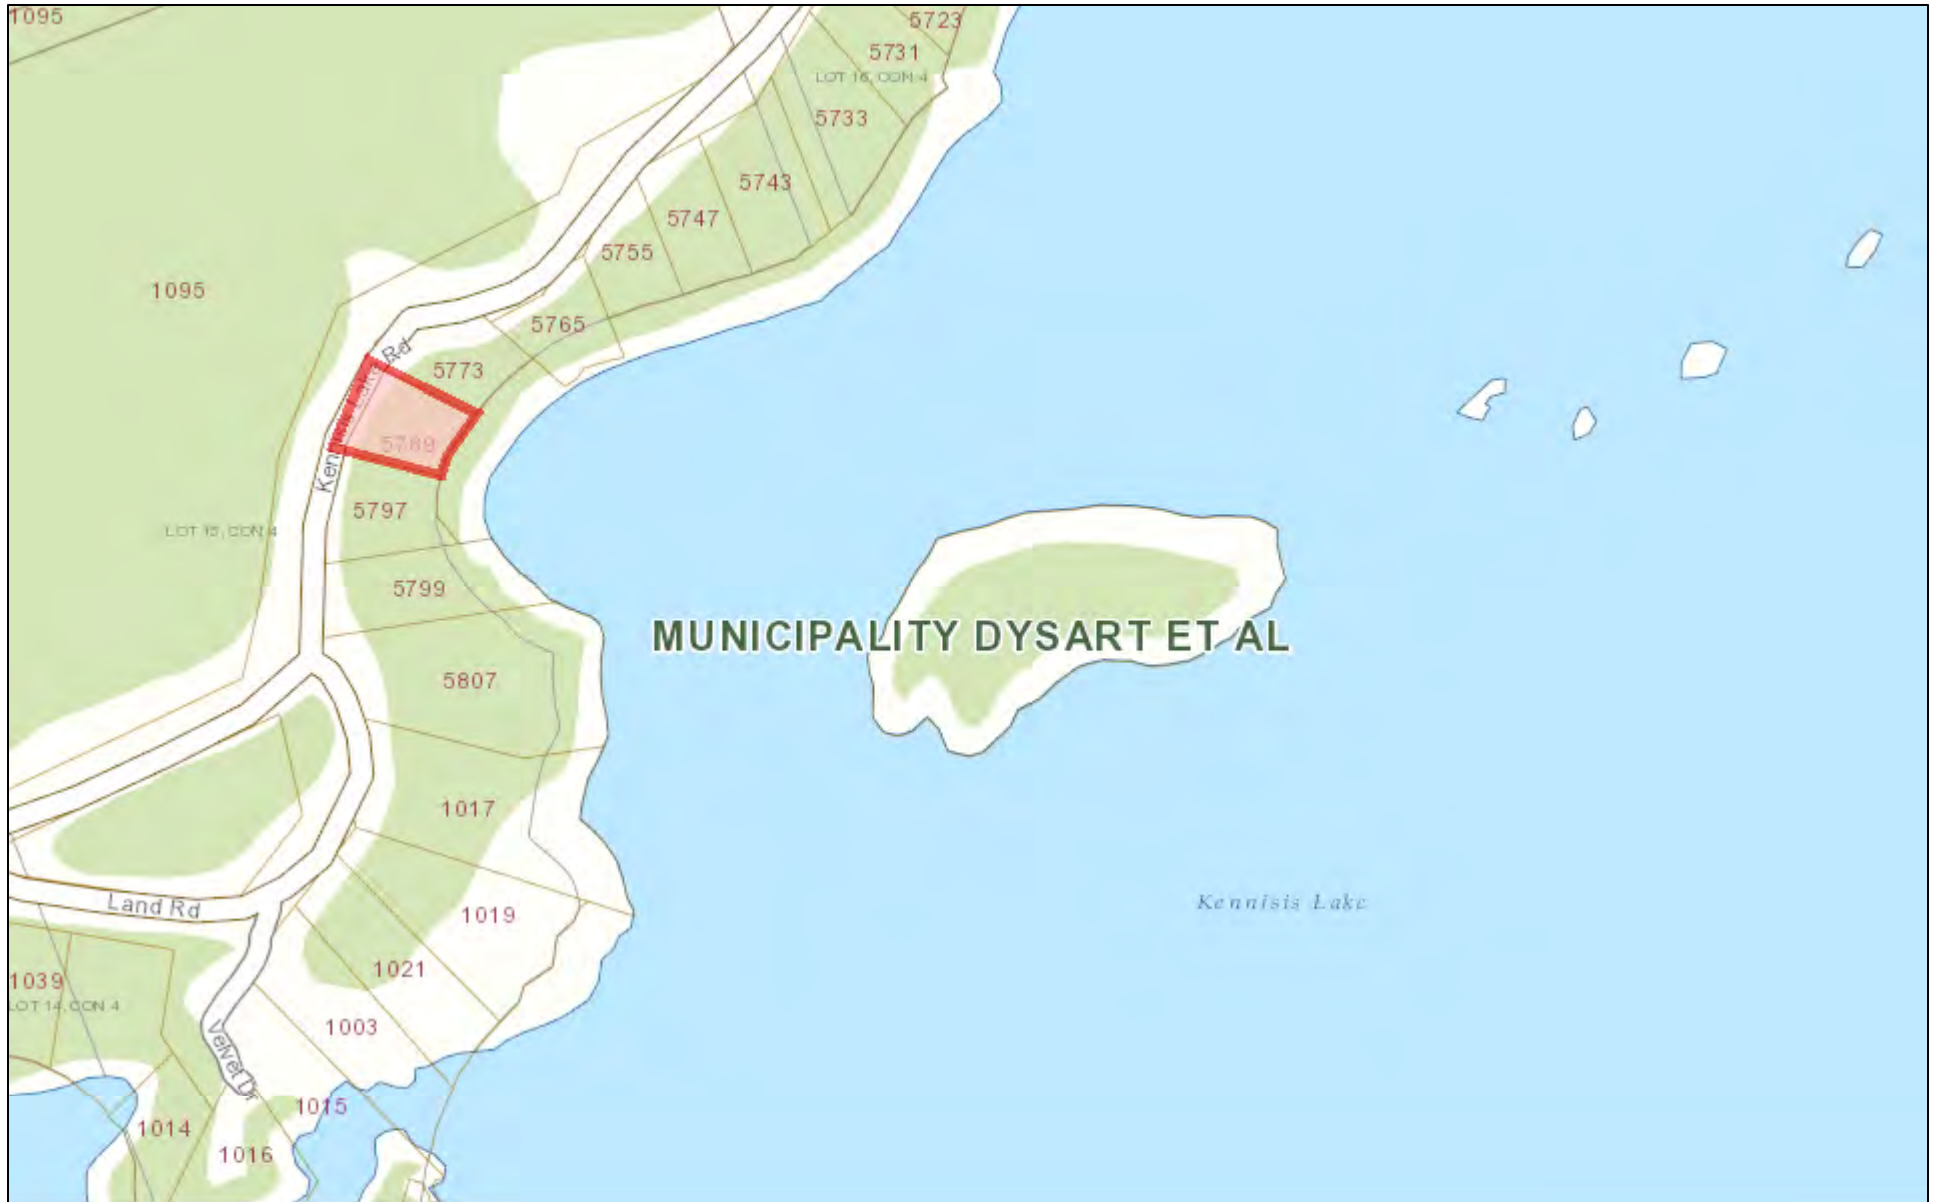 1095
5723
5731
LOT 16, CON 4
5733
5743
5747
5755
1095
5765
Kennisis Lake Rd
5773
5789
5797
LOT 15, CON 4
5799
MUNICIPALITY DYSART ET AL
5807
1017
Kennisis Lake
Land Rd
1019
1021
1039
LOT 14, CON 4
1003
Velvet Dr
1015
1014
1016